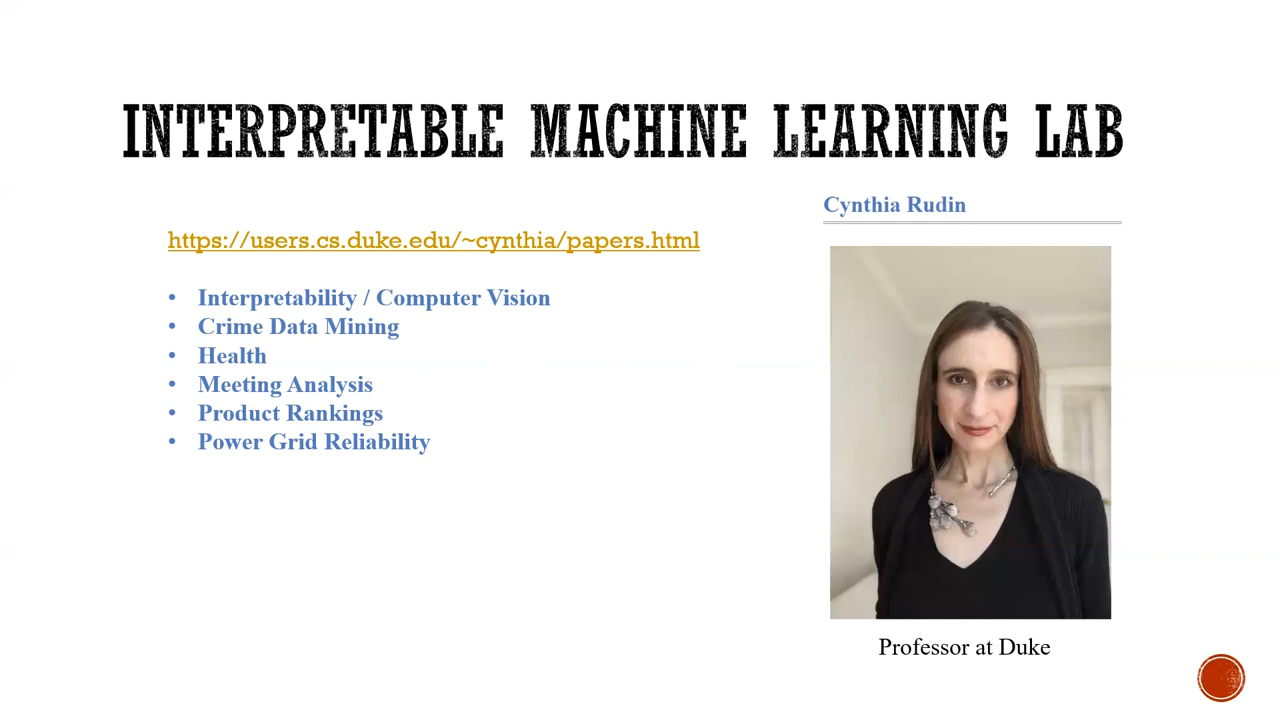 INTERPRETABLE MACHINE LEARNING LAB
Cynthia Rudin
https://users.cs.duke.edu/~cynthia/papers.html
• Interpretability / Computer Vision
• Crime Data Mining
• Health
• Meeting Analysis
• Product Rankings
• Power Grid Reliability
Professor at Duke